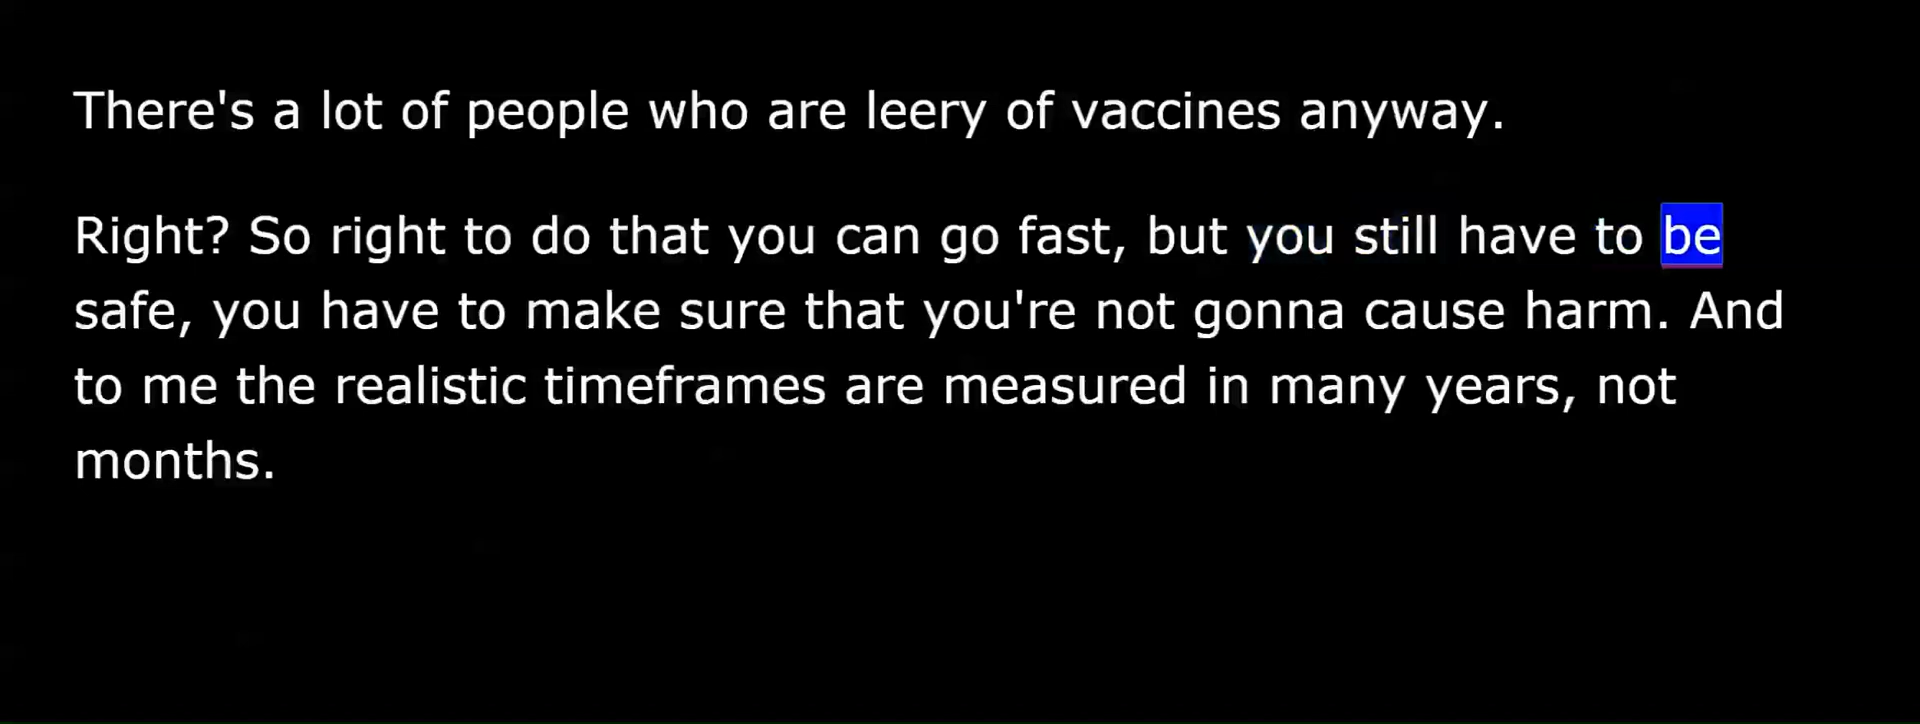 There's a lot of people who are leery of vaccines anyway.
Right? So right to do that you can go fast, but you still have to be
safe, you have to make sure that you're not gonna cause harm. And
to me the realistic timeframes are measured in many years, not
months.